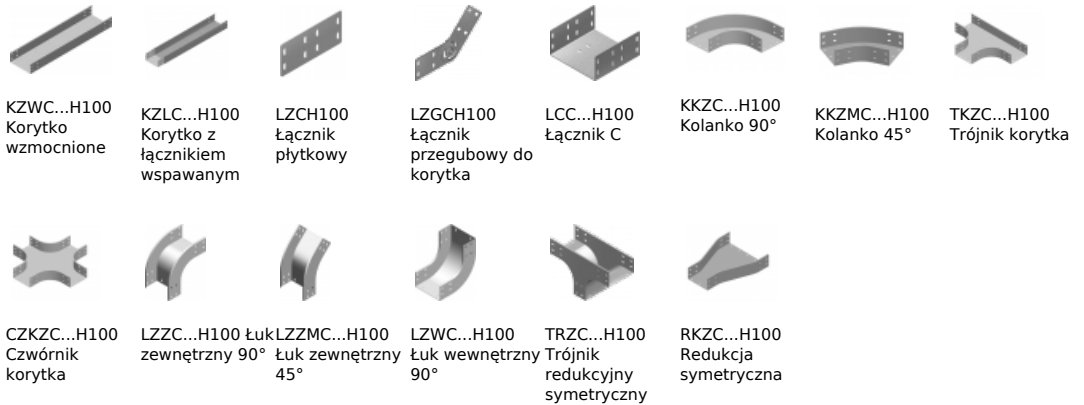 KZWC...H100
Korytko
wzmocnione
KZLC...H100
Korytko z
łącznikiem
wspawanym
LZCH100
Łącznik
płytkowy
LZGCH100
Łącznik
przegubowy do
korytka
LCC...H100
Łącznik C
KKZC...H100
Kolanko 90°
KKZMC...H100
Kolanko 45°
TKZC...H100
Trójnik korytka
CZKZC...H100
Czwórnik
korytka
LZZC...H100 Łuk
zewnętrzny 90°
LZZMC...H100
Łuk zewnętrzny
45°
LZWC...H100
Łuk wewnętrzny
90°
TRZC...H100
Trójnik
redukcyjny
symetryczny
RKZC...H100
Redukcja
symetryczna